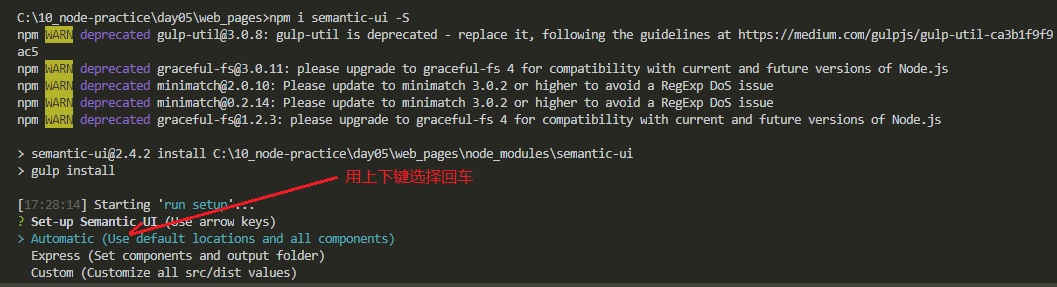 C:\10_node-practice\day05\web_pages>npm i semantic-ui -S
npm WARN deprecated gulp-util@3.0.8: gulp-util is deprecated - replace it, following the guidelines at https://medium.com/gulpjs/gulp-util-ca3b1f9f9
ac5
npm WARN deprecated graceful-fs@3.0.11: please upgrade to graceful-fs 4 for compatibility with current and future versions of Node.js
npm WARN deprecated minimatch@2.0.10: Please update to minimatch 3.0.2 or higher to avoid a RegExp DoS issue
npm WARN deprecated minimatch@0.2.14: Please update to minimatch 3.0.2 or higher to avoid a RegExp DoS issue
npm WARN deprecated graceful-fs@1.2.3: please upgrade to graceful-fs 4 for compatibility with current and future versions of Node.js
> semantic-ui@2.4.2 install C:\10_node-practice\day05\web_pages\node_modules\semantic-ui
> gulp install
用上下键选择回车
[17:28:14] Starting 'run setup'...
? Set-up Semantic UI (Use arrow keys)
> Automatic (Use default locations and all components)
Express (Set components and output folder)
Custom (Customize all src/dist values)